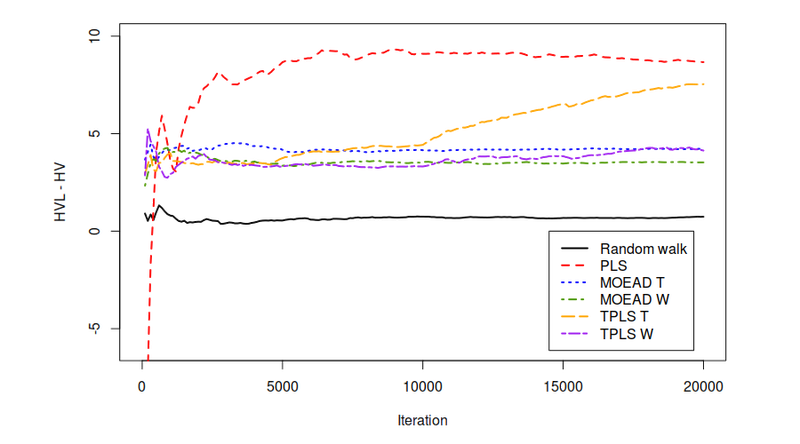 10
5
0
-5
HVL - HV
0
5000
10000
15000
20000
Iteration
Random walk
PLS
MOEAD T
MOEAD W
TPLS T
TPLS W